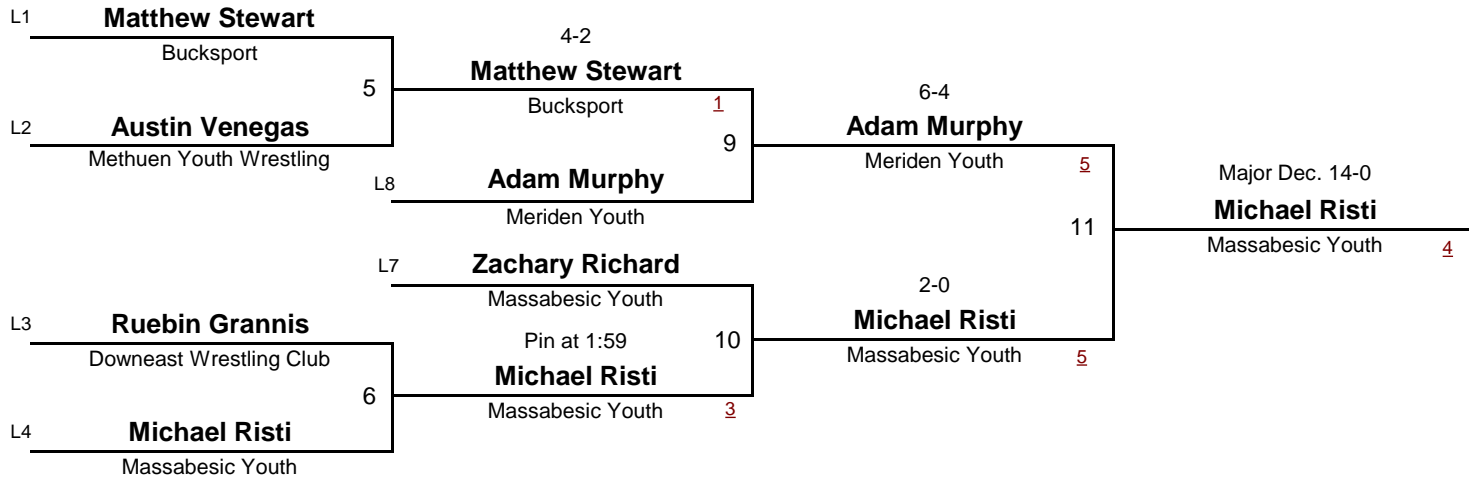 L1 Matthew Stewart
Bucksport
4-2
5
Matthew Stewart
Bucksport 1
L2 Austin Venegas
Methuen Youth Wrestling
9
6-4
Adam Murphy
Meriden Youth 5
L8 Adam Murphy
Meriden Youth
Major Dec. 14-0
Michael Risti
Massabesic Youth 4
11
L7 Zachary Richard
Massabesic Youth
2-0
Michael Risti
Massabesic Youth 5
L3 Ruebin Grannis
Downeast Wrestling Club
Pin at 1:59
10
Michael Risti
Massabesic Youth 3
6
L4 Michael Risti
Massabesic Youth